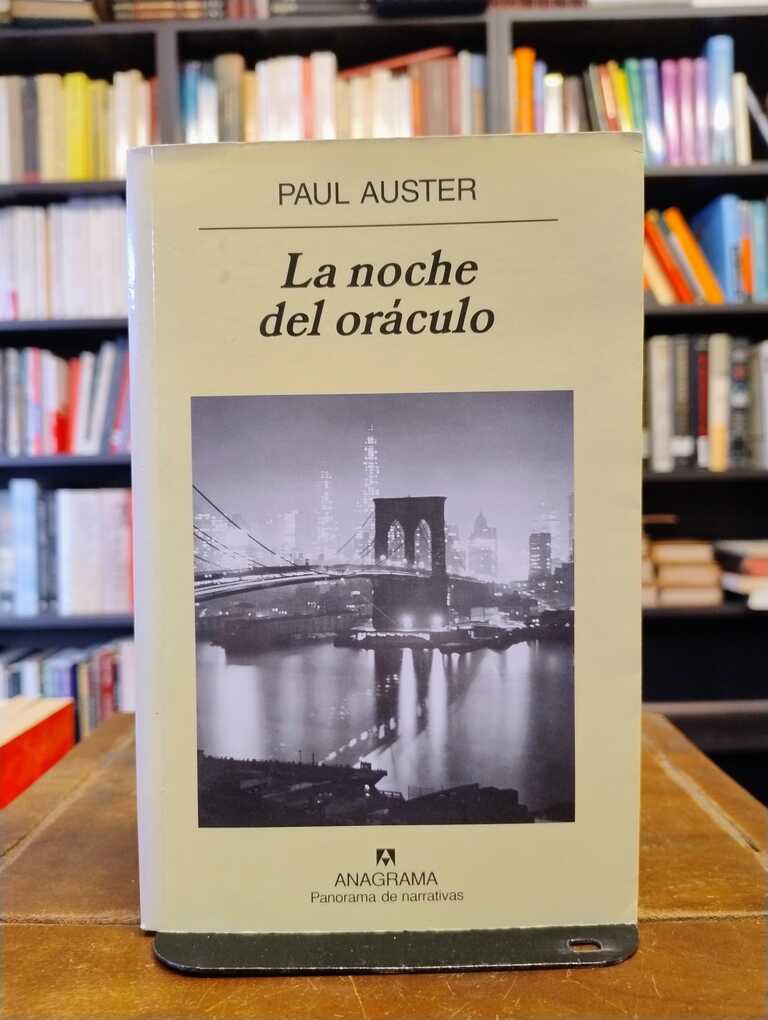 PAUL AUSTER
La noche
del oráculo
ANAGRAMA
Panorama de narrativas